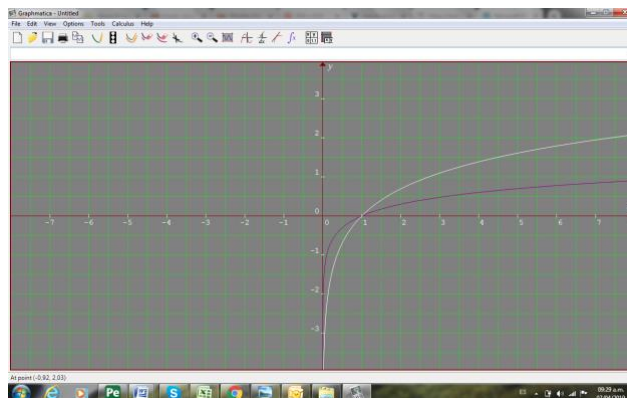 Graphmatica - Untitled
File Edit View Options Tools Calculus Help
y
3
2
1
0
-7 -6 -5 -4 -3 -2 -1 0 1 2 3 4 5 6 7
-1
-2
-3
At point (-0,92, 2,03)
Pe S
ES 09:29 a.m.